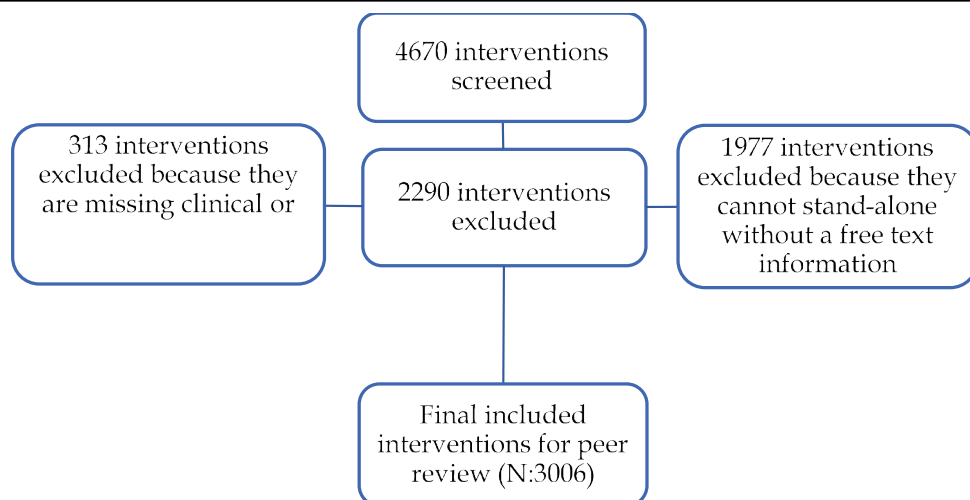 4670 interventions
screened
313 interventions
excluded because they
are missing clinical or
2290 interventions
excluded
1977 interventions
excluded because they
cannot stand-alone
without a free text
information
Final included
interventions for peer
review (N:3006)